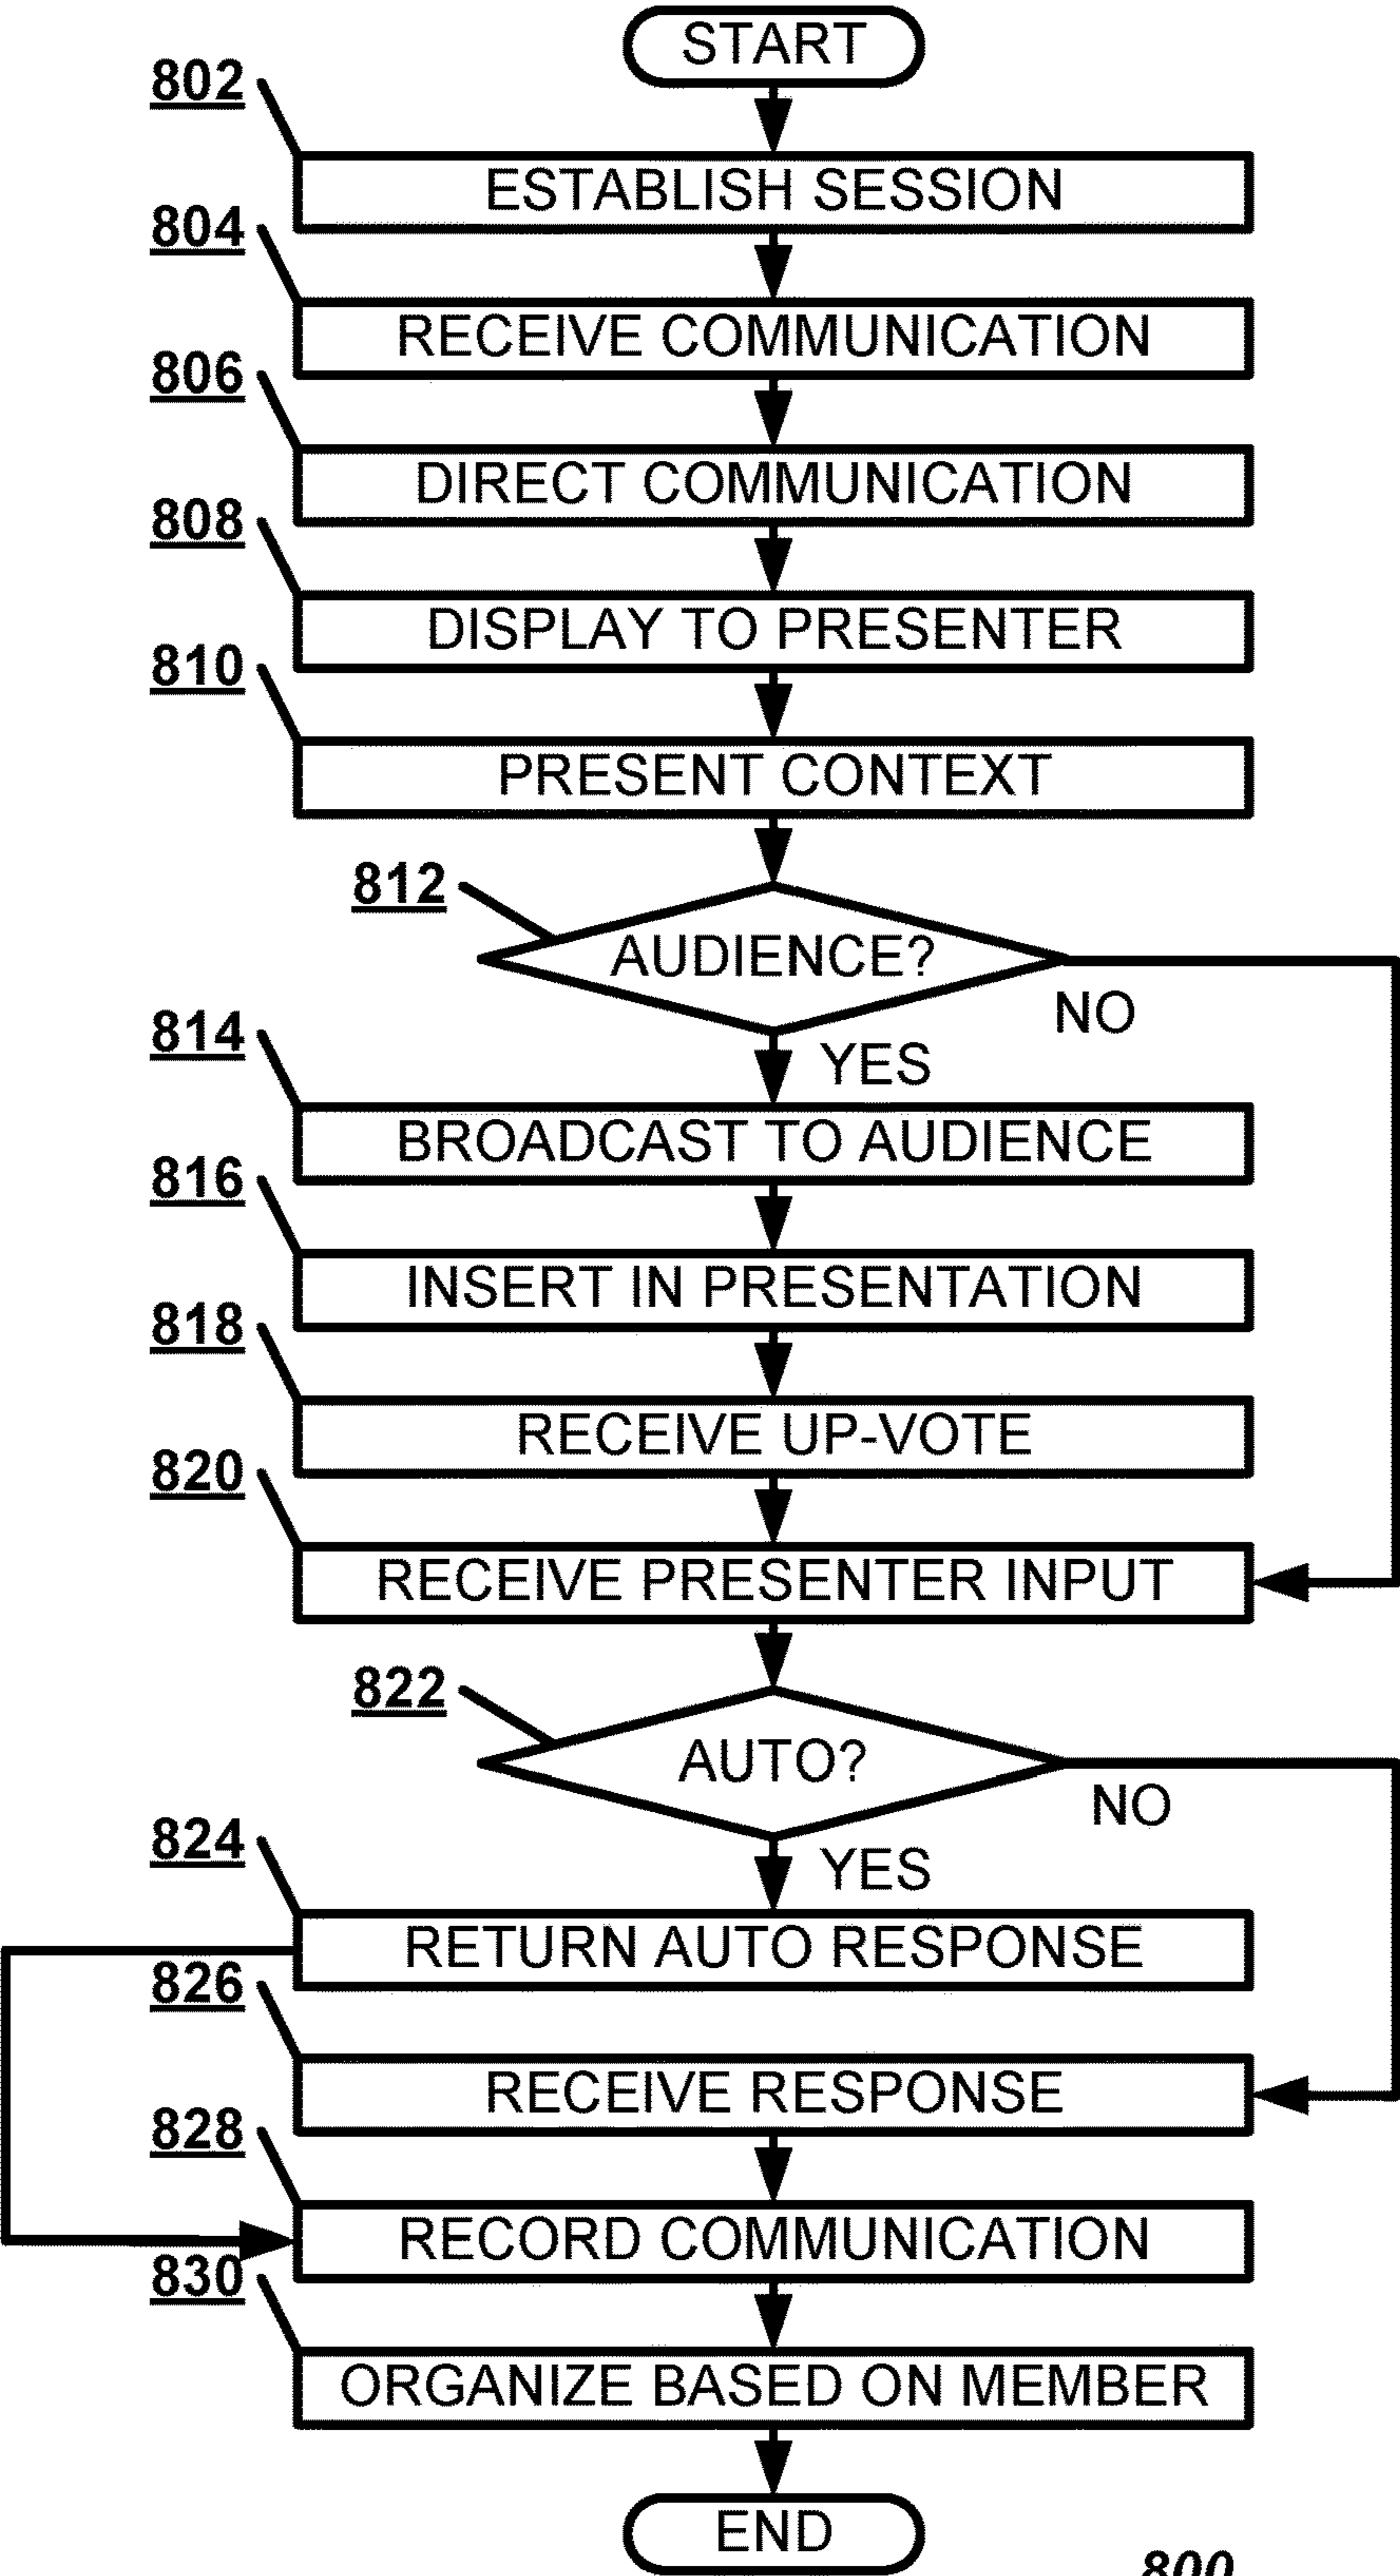 START
802
ESTABLISH SESSION
804
RECEIVE COMMUNICATION
806
DIRECT COMMUNICATION
808
DISPLAY TO PRESENTER
810
PRESENT CONTEXT
812
AUDIENCE?
NO
YES
814
BROADCAST TO AUDIENCE
816
INSERT IN PRESENTATION
818
RECEIVE UP-VOTE
820
RECEIVE PRESENTER INPUT
822
AUTO?
NO
YES
824
RETURN AUTO RESPONSE
826
RECEIVE RESPONSE
828
RECORD COMMUNICATION
830
ORGANIZE BASED ON MEMBER
END
800